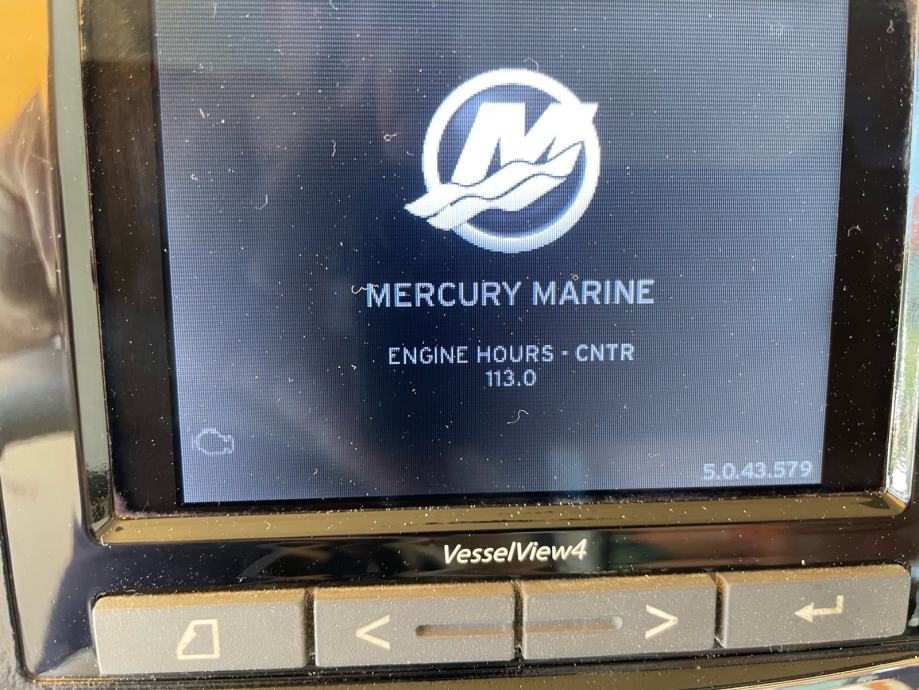 M
MERCURY MARINE
ENGINE HOURS - CNTR
113.0
5.0.43.579
VesselView4